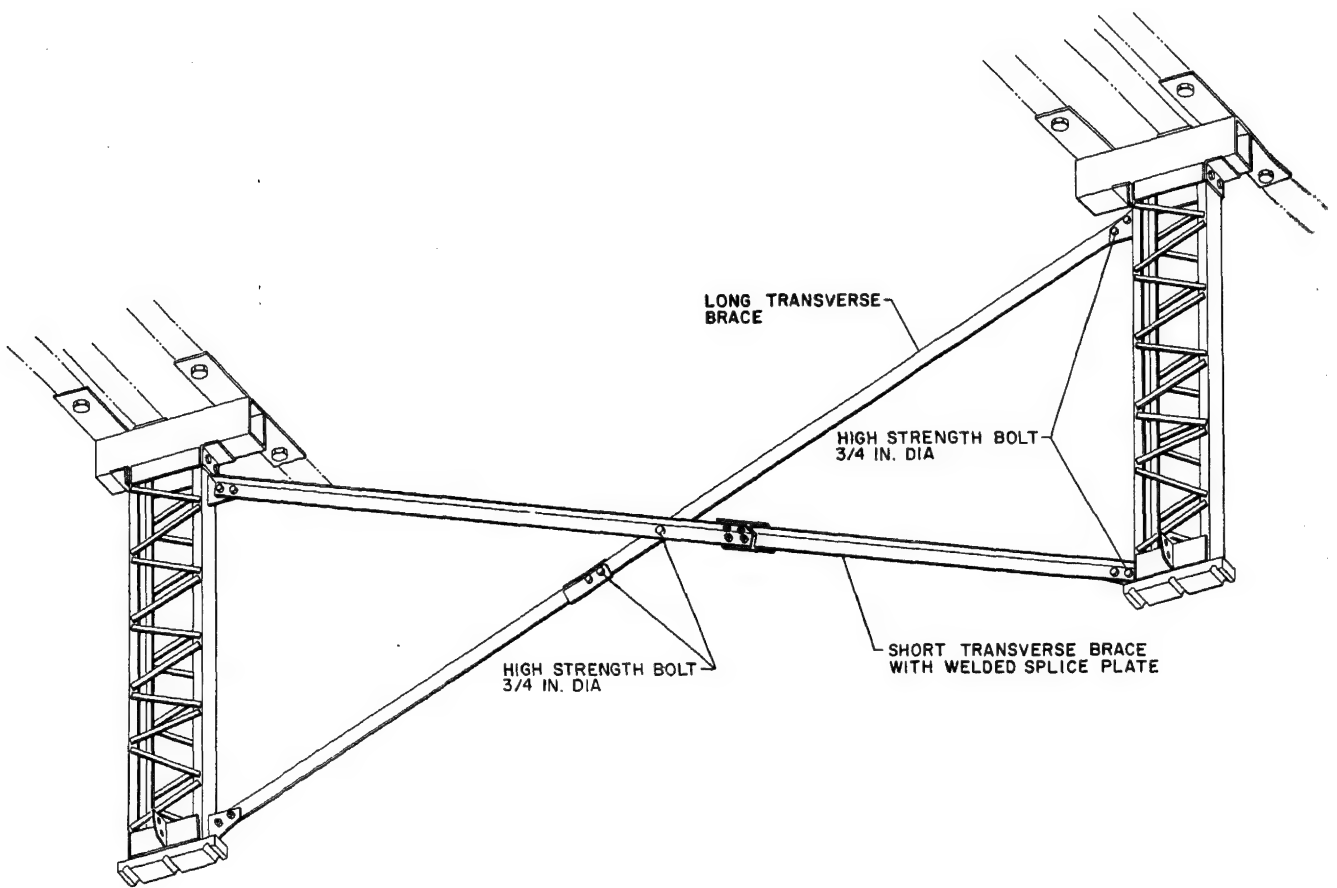 LONG TRANSVERSE
BRACE
HIGH STRENGTH BOLT
3/4 IN. DIA
SHORT TRANSVERSE BRACE
WITH WELDED SPLICE PLATE
HIGH STRENGTH BOLT
3/4 IN. DIA